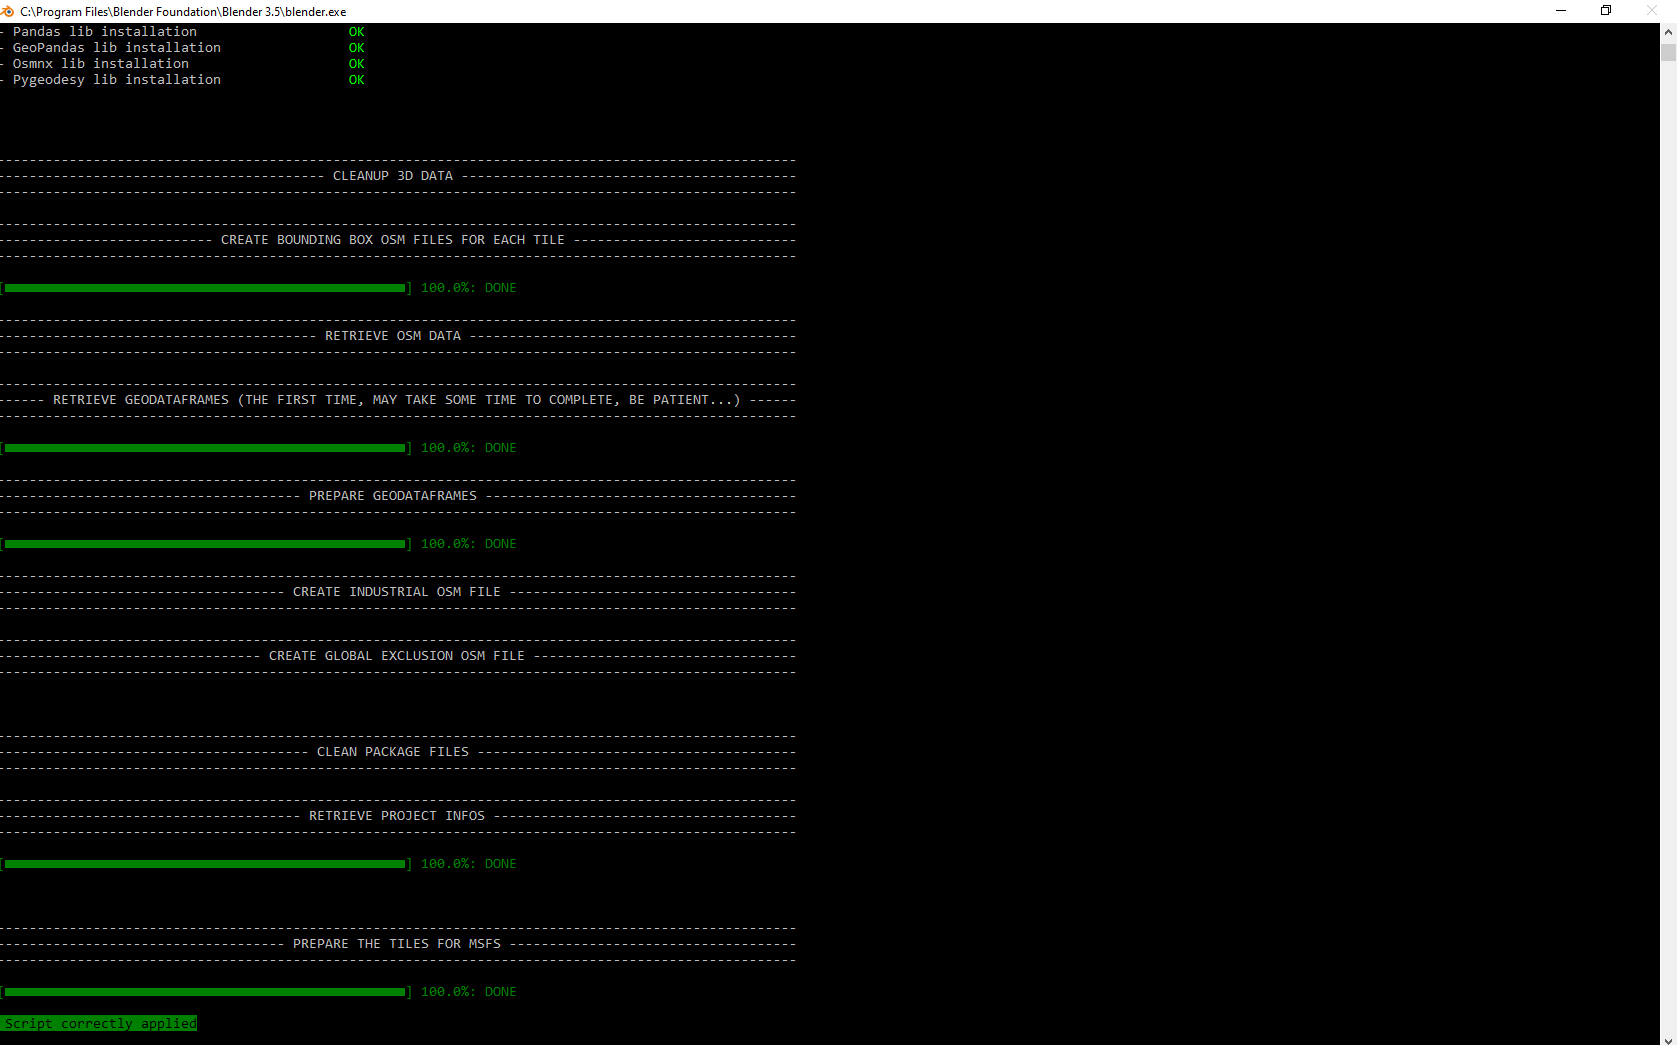 C:\Program Files\Blender Foundation\Blender 3.5\blender.exe
- Pandas lib installation OK
- GeoPandas lib installation OK
- Osmnx lib installation OK
- Pygeodesy lib installation OK
CLEANUP 3D DATA
CREATE BOUNDING BOX OSM FILES FOR EACH TILE
[ ] 100.0%: DONE
RETRIEVE OSM DATA
RETRIEVE GEODATAFRAMES (THE FIRST TIME, MAY TAKE SOME TIME TO COMPLETE, BE PATIENT...)
[ ] 100.0%: DONE
PREPARE GEODATAFRAMES
[ ] 100.0%: DONE
CREATE INDUSTRIAL OSM FILE
CREATE GLOBAL EXCLUSION OSM FILE
CLEAN PACKAGE FILES
RETRIEVE PROJECT INFOS
[ ] 100.0%: DONE
PREPARE THE TILES FOR MSFS
[ ] 100.0%: DONE
Script correctly applied